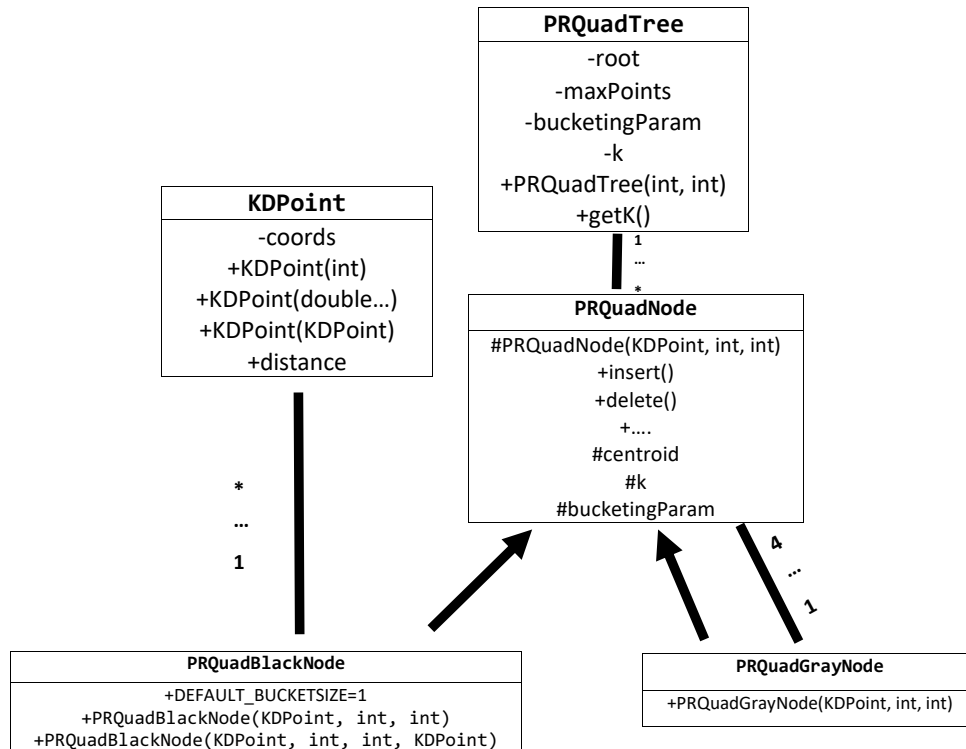 PRQuadTree
-root
-maxPoints
-bucketingParam
-k
+PRQuadTree(int, int)
+getK()
KDPoint
-coords
+KDPoint(int)
+KDPoint(double…)
+KDPoint(KDPoint)
+distance
1
…
*
PRQuadNode
#PRQuadNode(KDPoint, int, int)
+insert()
+delete()
+….
#centroid
#k
#bucketingParam
*
…
1
4
…
1
PRQuadBlackNode
+DEFAULT_BUCKETSIZE=1
+PRQuadBlackNode(KDPoint, int, int)
+PRQuadBlackNode(KDPoint, int, int, KDPoint)
PRQuadGrayNode
+PRQuadGrayNode(KDPoint, int, int)